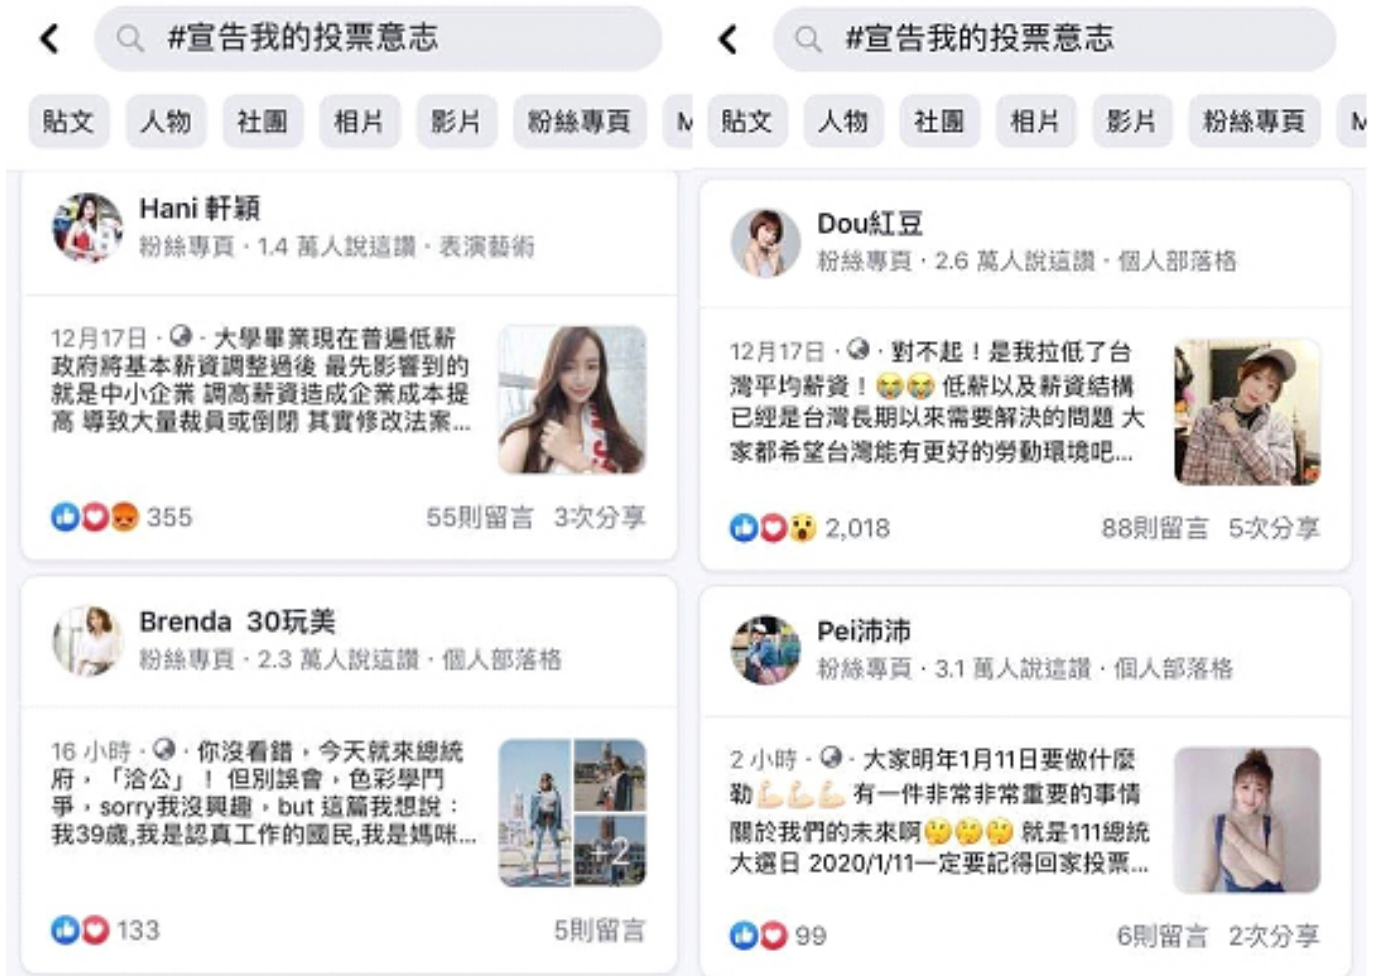 #宣告我的投票意志
貼文 人物 社團 相片 影片 粉絲專頁
Hani 軒穎
粉絲專頁 · 1.4 萬人說這讚 · 表演藝術
12月17日 · 大學畢業現在普遍低薪
政府將基本薪資調整過後 最先影響到的
就是中小企業 調高薪資造成企業成本提
高 導致大量裁員或倒閉 其實修改法案...
355
55則留言 3次分享
Brenda 30玩美
粉絲專頁 · 2.3 萬人說這讚 · 個人部落格
16 小時 · 你沒看錯，今天就來總統
府，「洽公」！ 但別誤會，色彩學鬥
爭，sorry我沒興趣，but 這篇我想說：
我39歲,我是認真工作的國民,我是媽咪...
+2
133
5則留言
#宣告我的投票意志
貼文 人物 社團 相片 影片 粉絲專頁
Dou紅豆
粉絲專頁 · 2.6 萬人說這讚 · 個人部落格
12月17日 · 對不起！是我拉低了台
灣平均薪資！😭😭 低薪以及薪資結構
已經是台灣長期以來需要解決的問題 大
家都希望台灣能有更好的勞動環境吧...
2,018
88則留言 5次分享
Pei沛沛
粉絲專頁 · 3.1 萬人說這讚 · 個人部落格
2 小時 · 大家明年1月11日要做什麼
勒💪🏻💪🏻💪🏻 有一件非常非常重要的事情
關於我們的未來啊🤔🤔🤔 就是111總統
大選日 2020/1/11一定要記得回家投票...
99
6則留言 2次分享